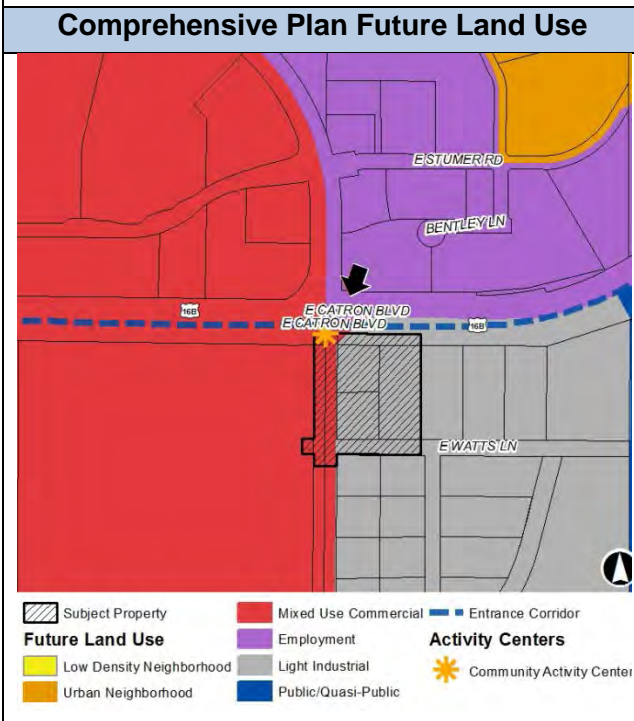 Comprehensive Plan Future Land Use
E STUMER RD
BENTLEY LN
16B
E CATRON BLVD
E CATRON BLVD
16B
E WATTS LN
Subject Property
Mixed Use Commercial
Entrance Corridor
Future Land Use
Employment
Activity Centers
Low Density Neighborhood
Light Industrial
Community Activity Center
Urban Neighborhood
Public/Quasi-Public